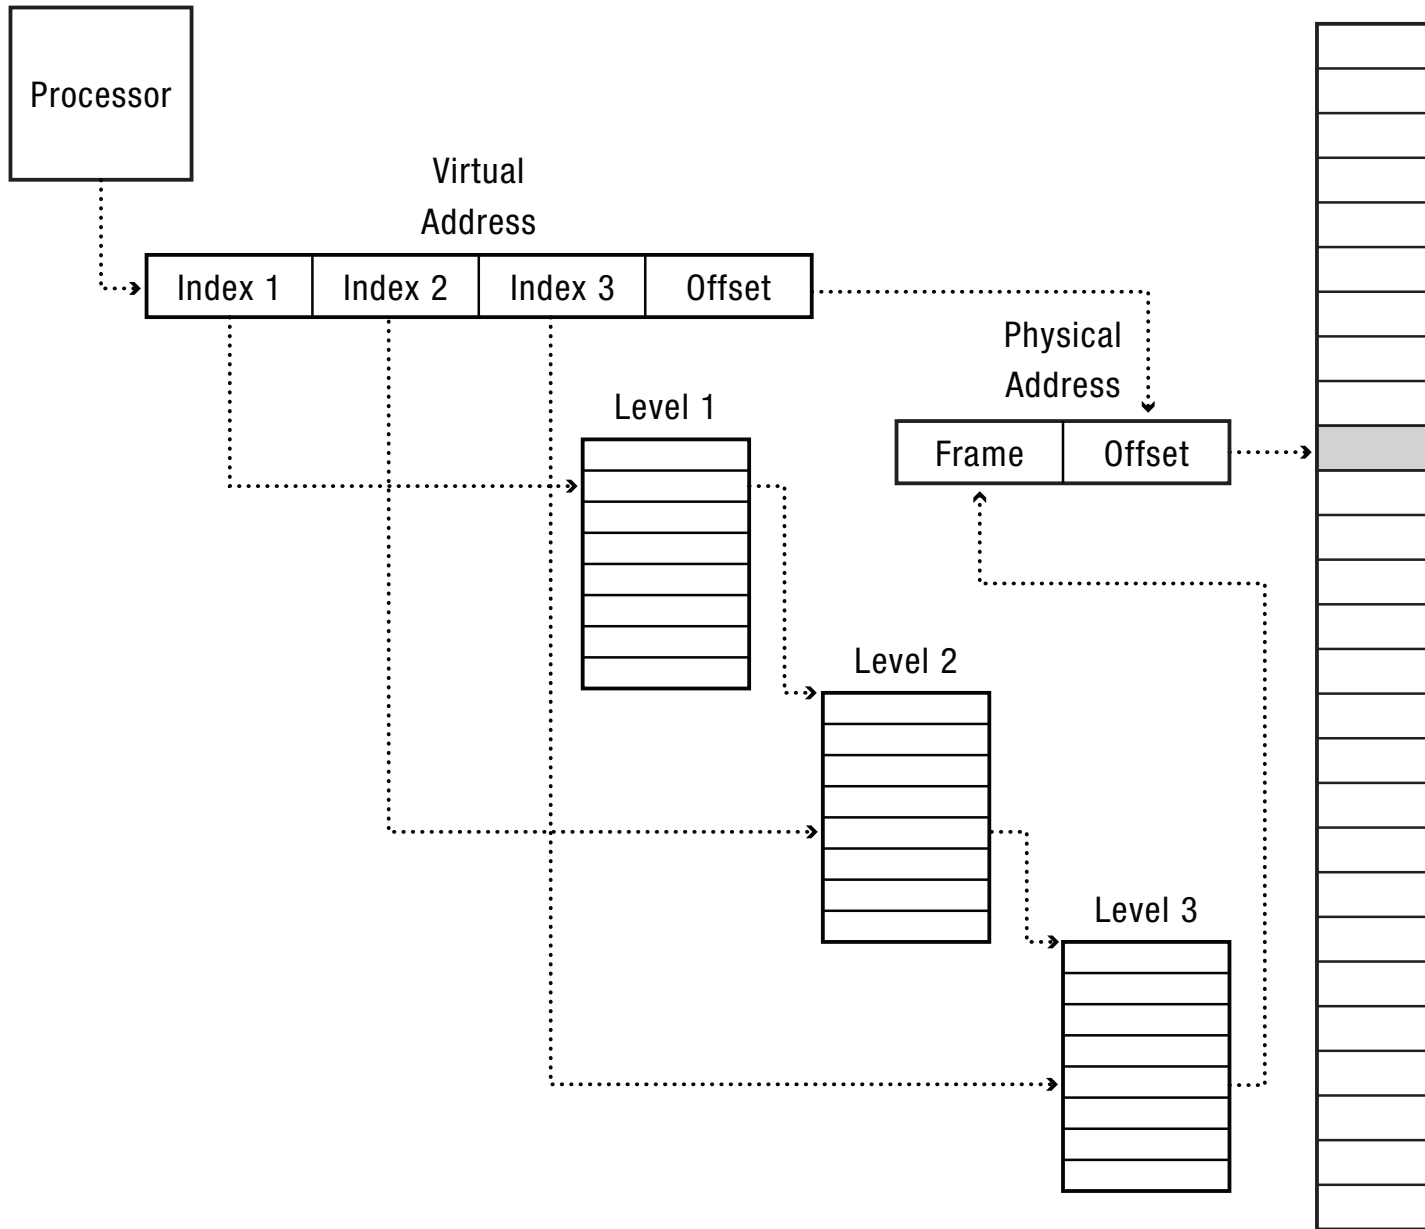 Processor
Virtual
Address
Index 1 Index 2 Index 3 Offset
Physical
Address
Level 1
Frame Offset
Level 2
Level 3